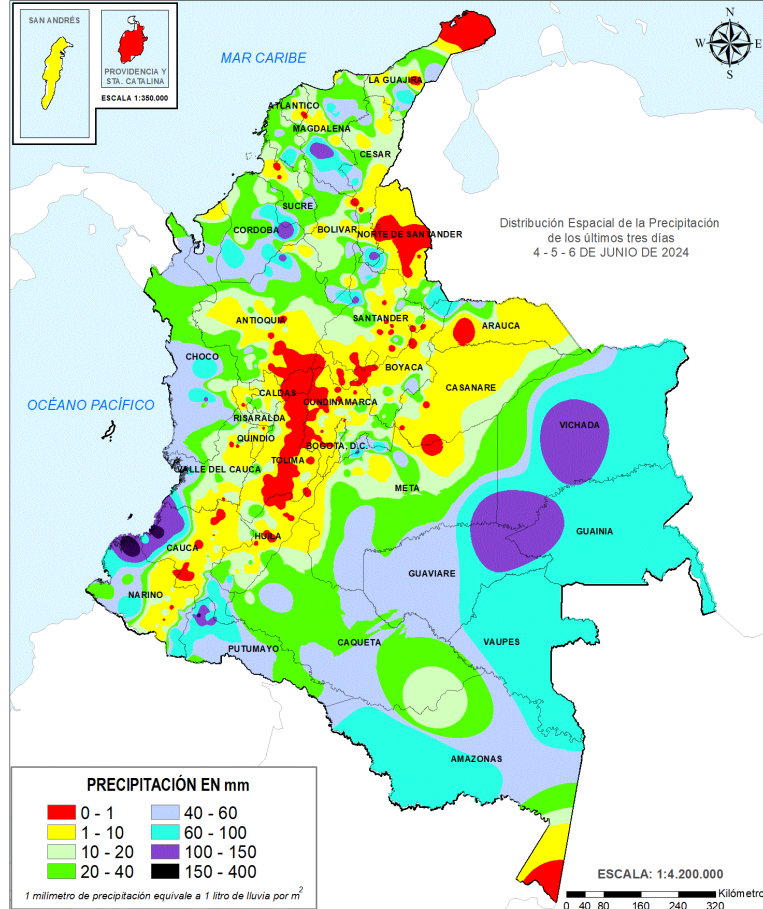 SAN ANDRÉS
PROVIDENCIA Y
STA. CATALINA
ESCALA 1:350.000
N
W E
S
MAR CARIBE
LA GUAJIRA
ATLANTICO
MAGDALENA
CESAR
SUCRE
CORDOBA
BOLIVAR
NORTE DE SANTANDER
Distribución Espacial de la Precipitación
de los últimos tres días
4 - 5 - 6 DE JUNIO DE 2024
ANTIOQUIA
SANTANDER
ARAUCA
CHOCO
BOYACA
CASANARE
OCÉANO PACÍFICO
CALDAS
CUNDINAMARCA
RISARALDA
VICHADA
QUINDIO
BOGOTA, D.C.
TOLIMA
VALLE DEL CAUCA
META
GUAINIA
HUILA
CAUCA
GUAVIARE
NARINO
VAUPES
CAQUETA
PUTUMAYO
AMAZONAS
PRECIPITACIÓN EN mm
0 - 1 40 - 60
1 - 10 60 - 100
10 - 20 100 - 150
20 - 40 150 - 400
1 milímetro de precipitación equivale a 1 litro de lluvia por m2
ESCALA: 1:4.200.000
Kilómetro
0 40 80 160 240 320